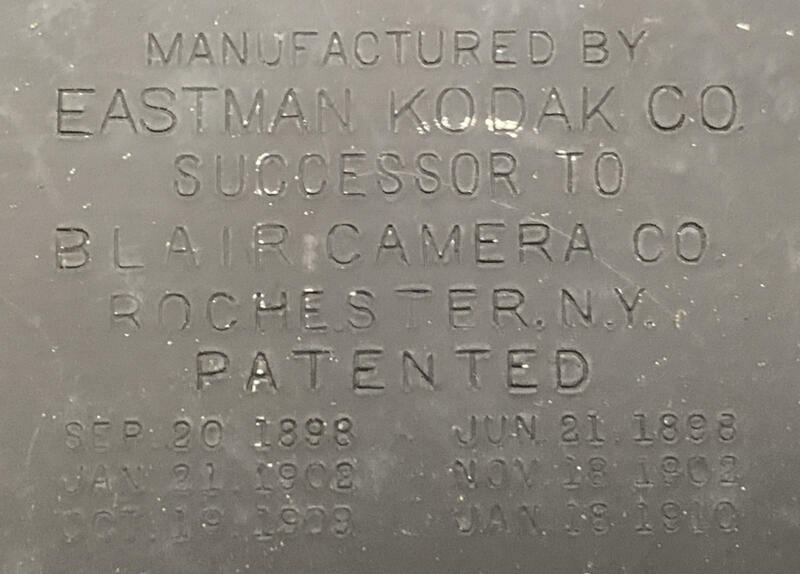 MANUFACTURED BY
EASTMAN KODAK CO.
SUCCESSOR TO
BLAIR CAMERA CO
ROCHESTER. N.Y.
PATENTED
SEP. 20 1898 JUN. 21. 1898
JAN. 21. 1902 NOV 18 1902
OCT. 19. JAN. 18 1910